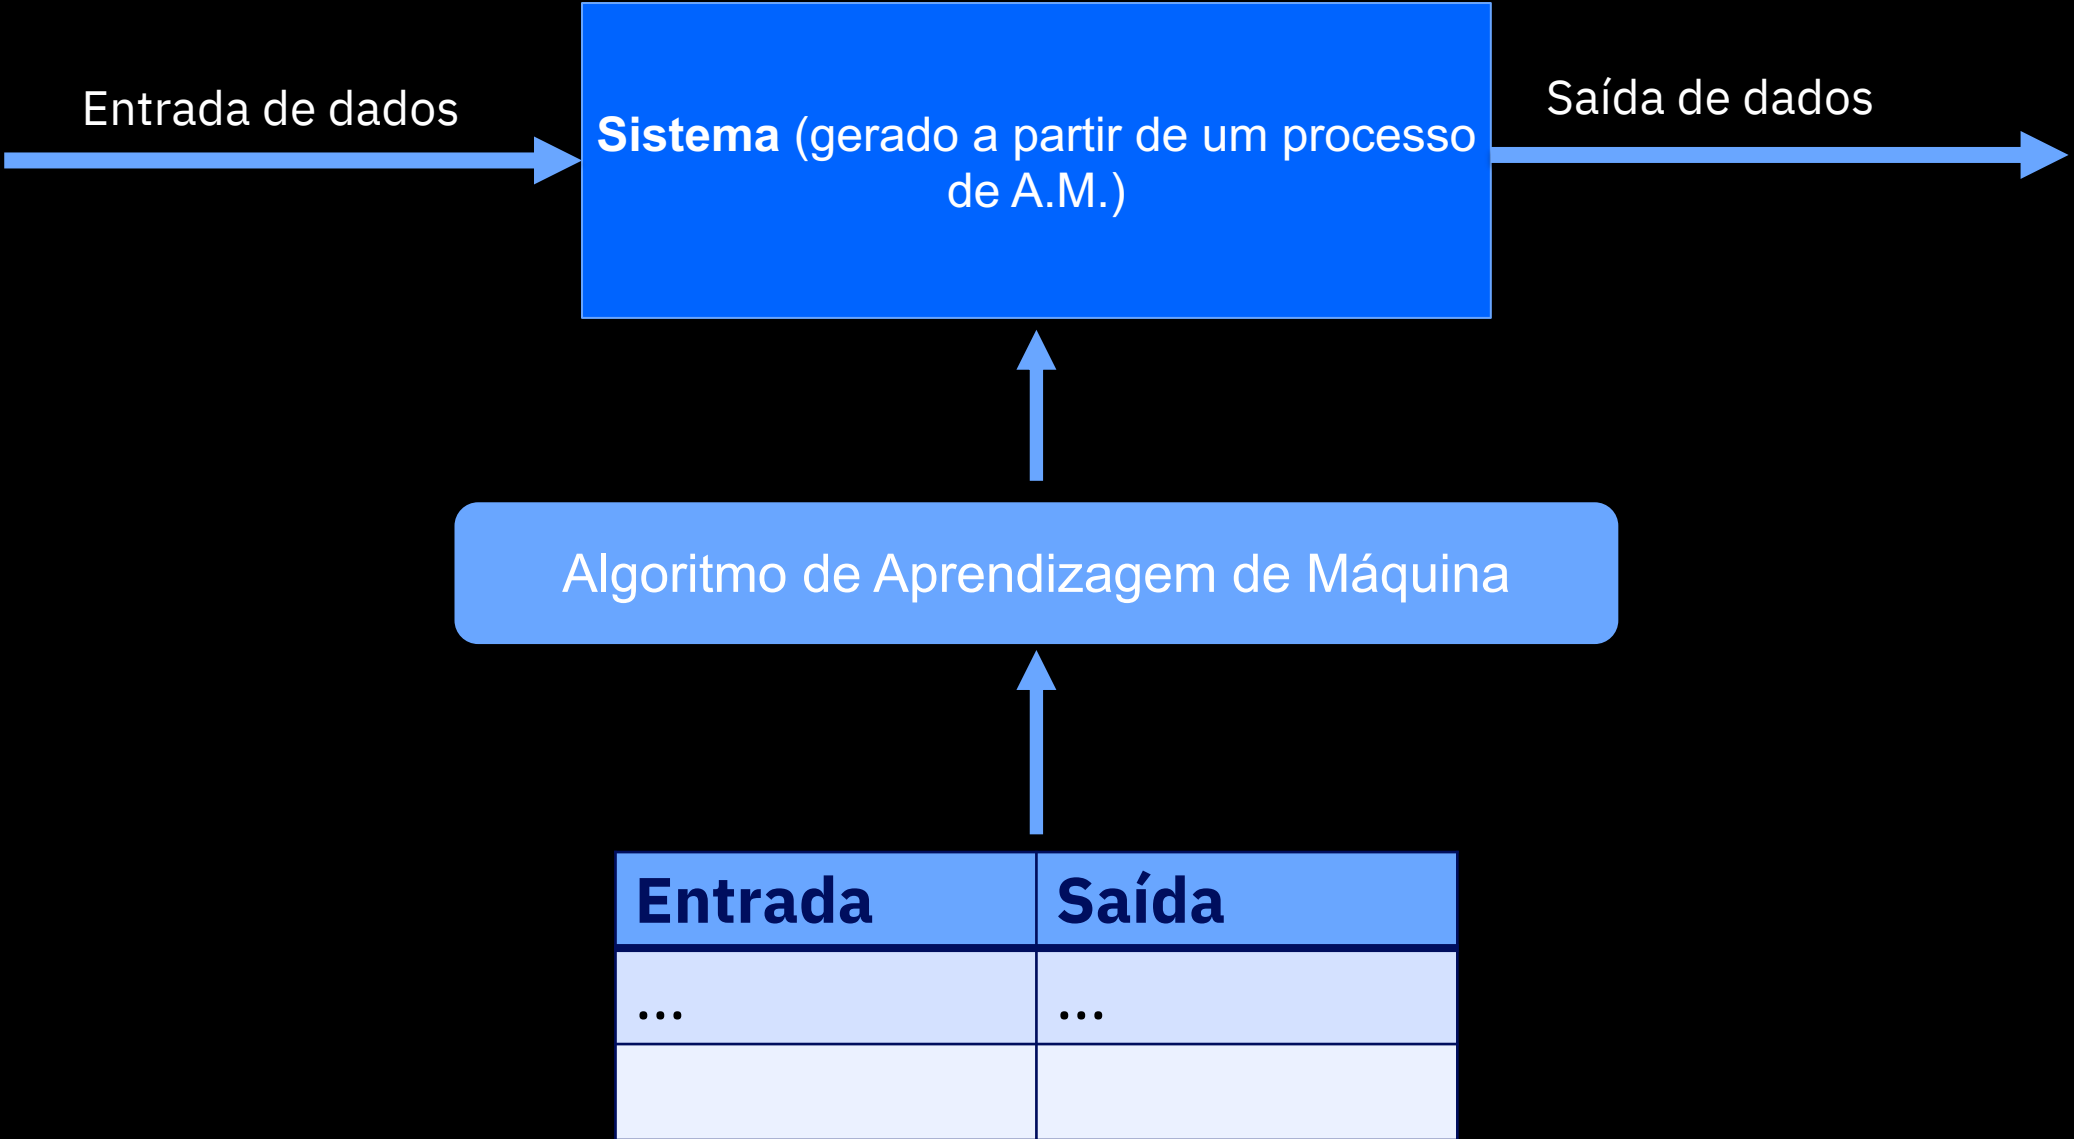 Entrada de dados
Saída de dados
Sistema (gerado a partir de um processo
de A.M.)
Algoritmo de Aprendizagem de Máquina
Entrada Saída
... ...